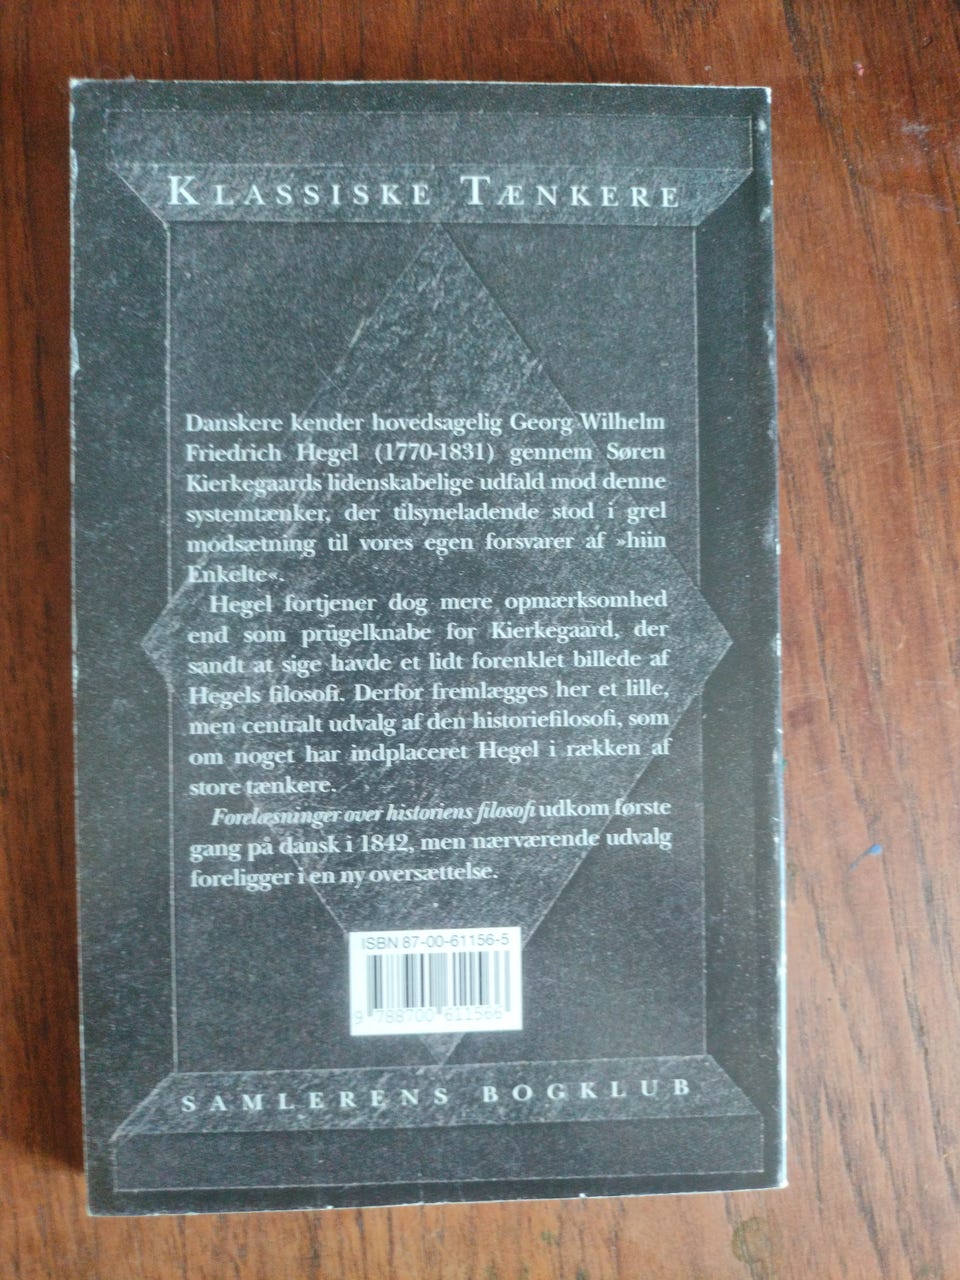 KLASSISKE TÆNKERE
Danskere kender hovedsagelig Georg Wilhelm
Friedrich Hegel (1770-1831) gennem Søren
Kierkegaards lidenskabelige udfald mod denne
systemtænker, der tilsyneladende stod i grel
modsætning til vores egen forsvarer af »hiin
Enkelte«.
Hegel fortjener dog mere opmærksomhed
end som prügelknabe for Kierkegaard, der
sandt at sige havde et lidt forenklet billede af
Hegels filosofi. Derfor fremlægges her et lille,
men centralt udvalg af den historiefilosofi, som
om noget har indplaceret Hegel i rækken af
store tænkere.
Forelæsninger over historiens filosofi udkom første
gang på dansk i 1842, men nærværende udvalg
foreligger i en ny oversættelse.
ISBN 87-00-61156-5
9 788700 611566
SAMLERENS BOGKLUB